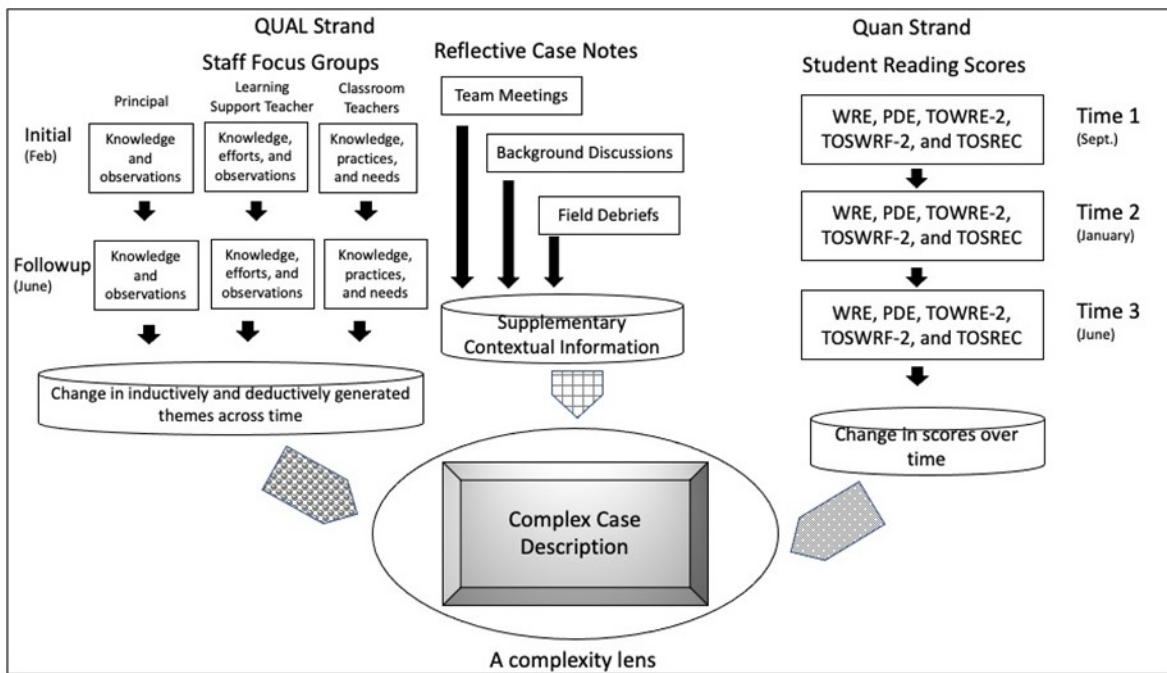 QUAL Strand
Staff Focus Groups
Principal
Learning
Support Teacher
Classroom
Teachers
Initial
(Feb)
Knowledge
and
observations
Knowledge,
efforts, and
observations
Knowledge,
practices,
and needs
Followup
(June)
Knowledge
and
observations
Knowledge,
efforts, and
observations
Knowledge,
practices,
and needs
Change in inductively and deductively generated
themes across time
Reflective Case Notes
Team Meetings
Background Discussions
Field Debriefs
Supplementary
Contextual Information
Quan Strand
Student Reading Scores
WRE, PDE, TOWRE-2,
TOSWRF-2, and TOSREC
Time 1
(Sept.)
WRE, PDE, TOWRE-2,
TOSWRF-2, and TOSREC
Time 2
(January)
WRE, PDE, TOWRE-2,
TOSWRF-2, and TOSREC
Time 3
(June)
Change in scores over
time
Complex Case
Description
A complexity lens